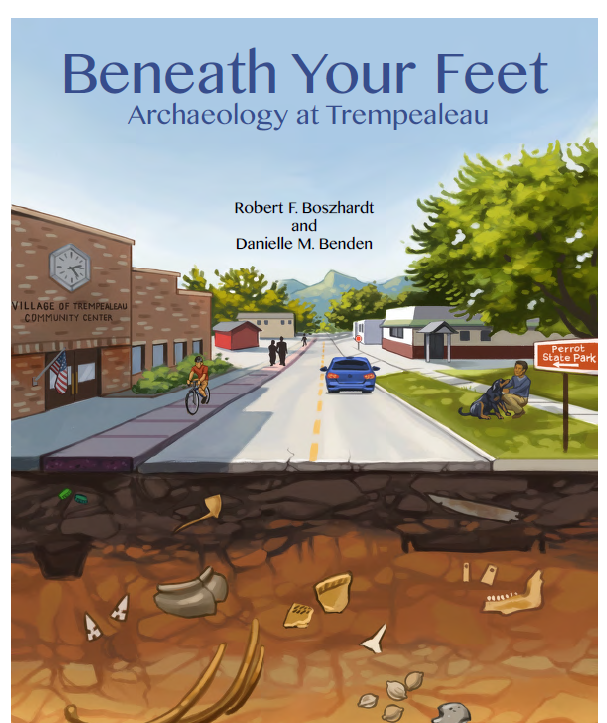 Beneath Your Feet
Archaeology at Trempealeau
Robert F. Boszhardt
and
Danielle M. Benden
VILLAGE OF TREMPEALEAU
COMMUNITY CENTER
Perrot
State Park